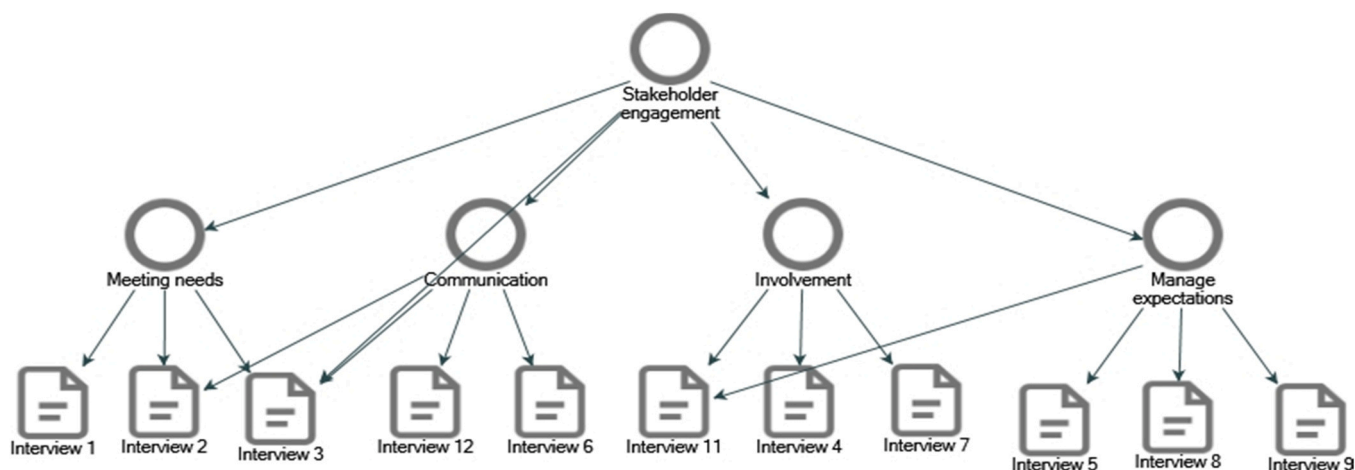 Stakeholder
engagement
Meeting needs
Communication
Involvement
Manage
expectations
Interview 1
Interview 2
Interview 3
Interview 12
Interview 6
Interview 11
Interview 4
Interview 7
Interview 5
Interview 8
Interview 9